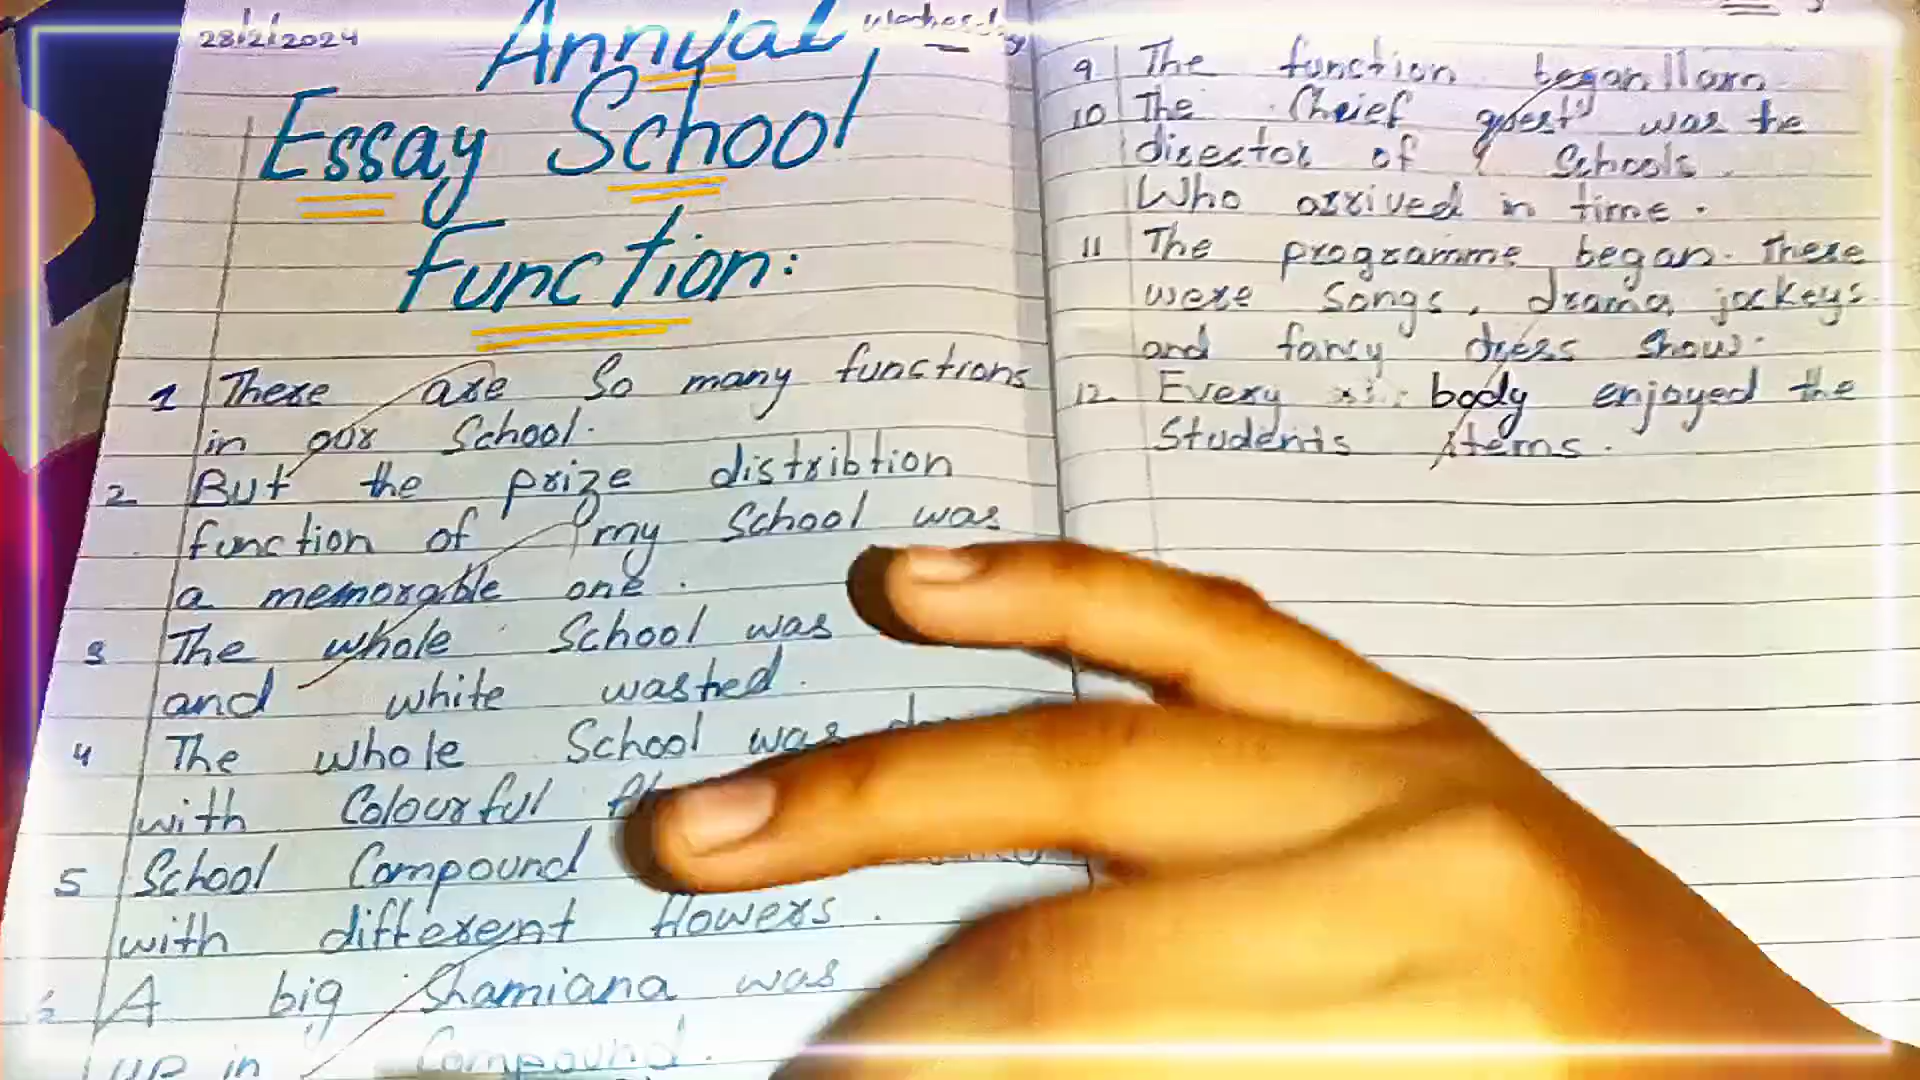 28/2/2024
Annual
Essay School
Function:
1 There are so many functions
in our School.
2 But the prize distribtion
function of my School was
a memorable one.
3 The whole School was
and white washed.
4 The whole School was
with Colourful
5 School Compound
with different flowers.
6 A big Shamiana was
up in Compound.
9 The function began 11am
10 The Chief guest was the
director of Schools.
Who arrived in time.
11 The programme began. There
were Songs, drama, jockeys
and fancy dress show.
12 Every body enjoyed the
Students items.